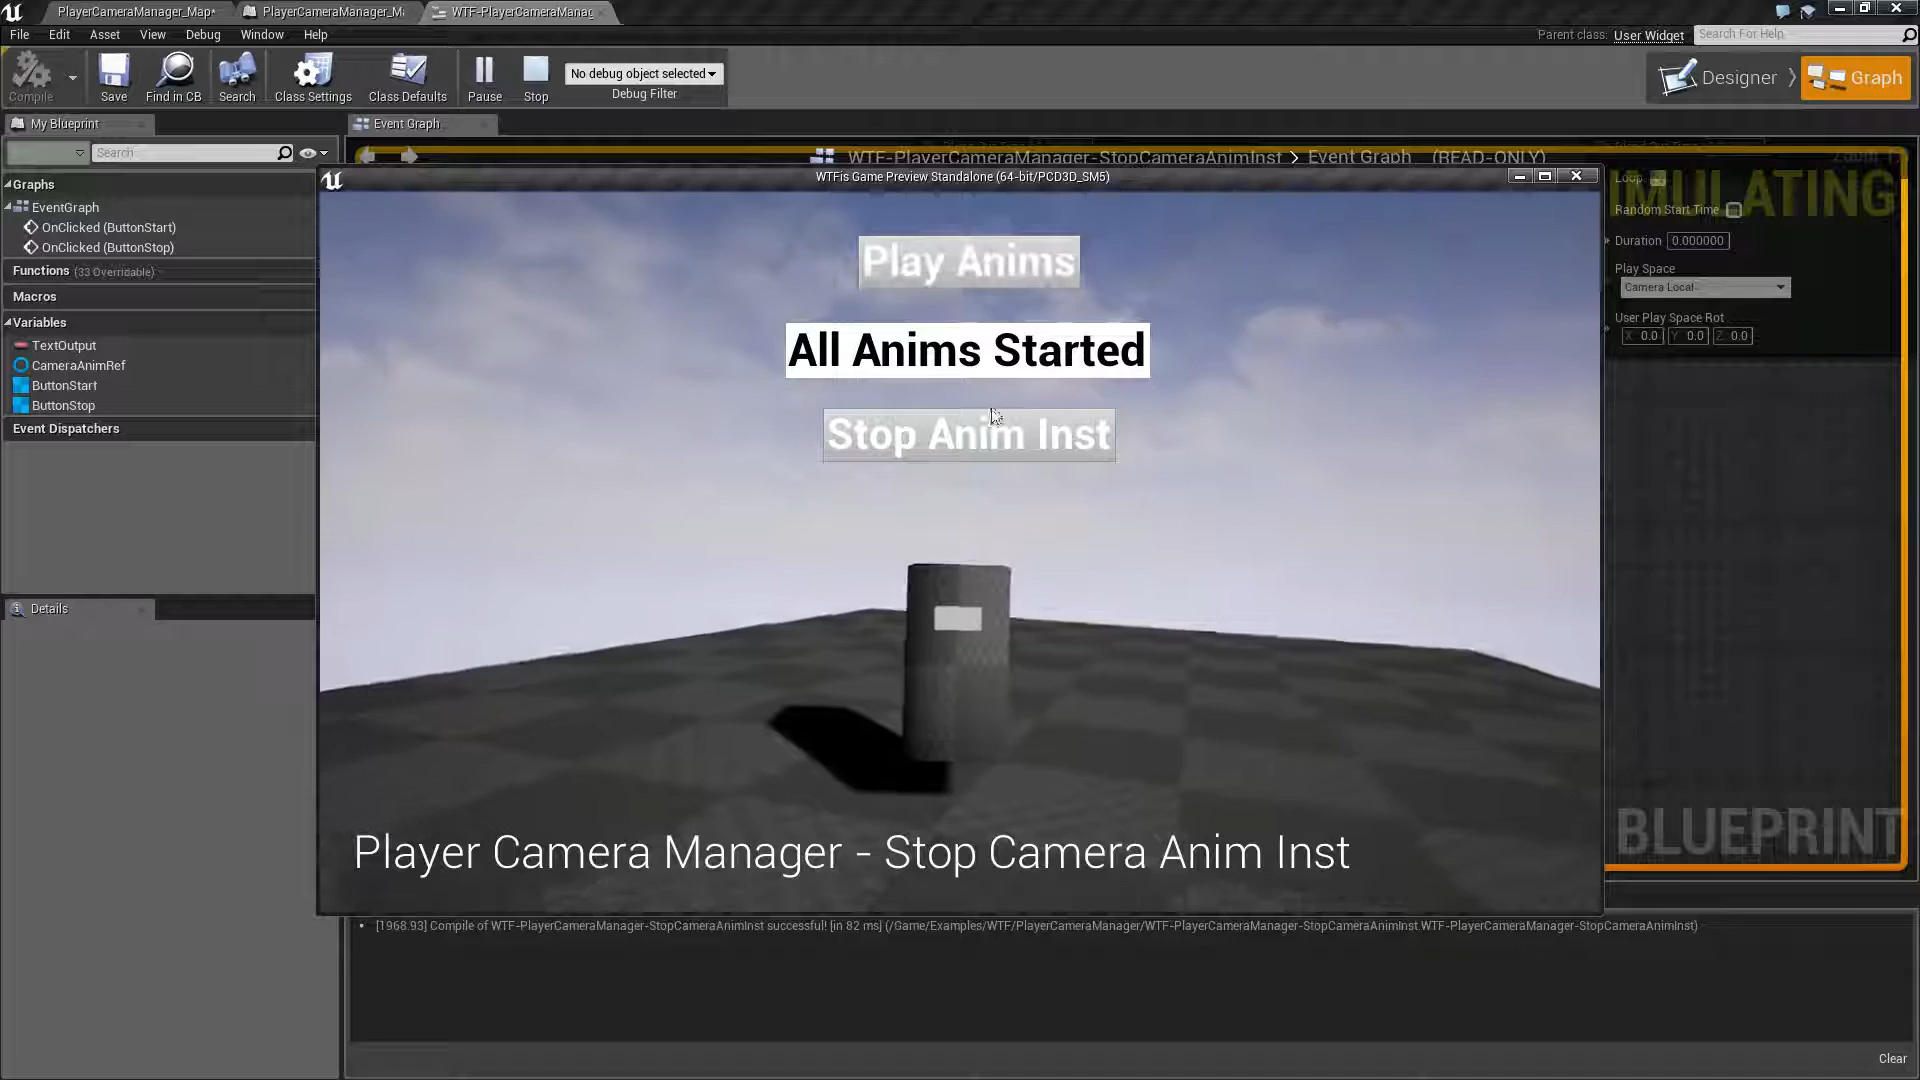 PlayerCameraManager_Map*
PlayerCameraManager_M
WTF-PlayerCameraManag
File Edit Asset View Debug Window Help
Parent class: User Widget
Search For Help
Compile
Save
Find in CB
Search
Class Settings
Class Defaults
Pause
Stop
No debug object selected
Debug Filter
Designer
Graph
My Blueprint
Event Graph
Search
WTF-PlayerCameraManager-StopCameraAnimInst > Event Graph (READ-ONLY)
WTFis Game Preview Standalone (64-bit/PCD3D_SM5)
Graphs
EventGraph
OnClicked (ButtonStart)
OnClicked (ButtonStop)
Functions (33 Overridable)
Macros
Variables
TextOutput
CameraAnimRef
ButtonStart
ButtonStop
Event Dispatchers
Details
Play Anims
All Anims Started
Stop Anim Inst
Player Camera Manager - Stop Camera Anim Inst
Loop
MULATING
Random Start Time
Duration 0.000000
Play Space
Camera Local
User Play Space Rot
X 0.0 Y 0.0 Z 0.0
BLUEPRINT
[1968.93] Compile of WTF-PlayerCameraManager-StopCameraAnimInst successful! [in 82 ms] (/Game/Examples/WTF/PlayerCameraManager/WTF-PlayerCameraManager-StopCameraAnimInst.WTF-PlayerCameraManager-StopCameraAnimInst)
Clear